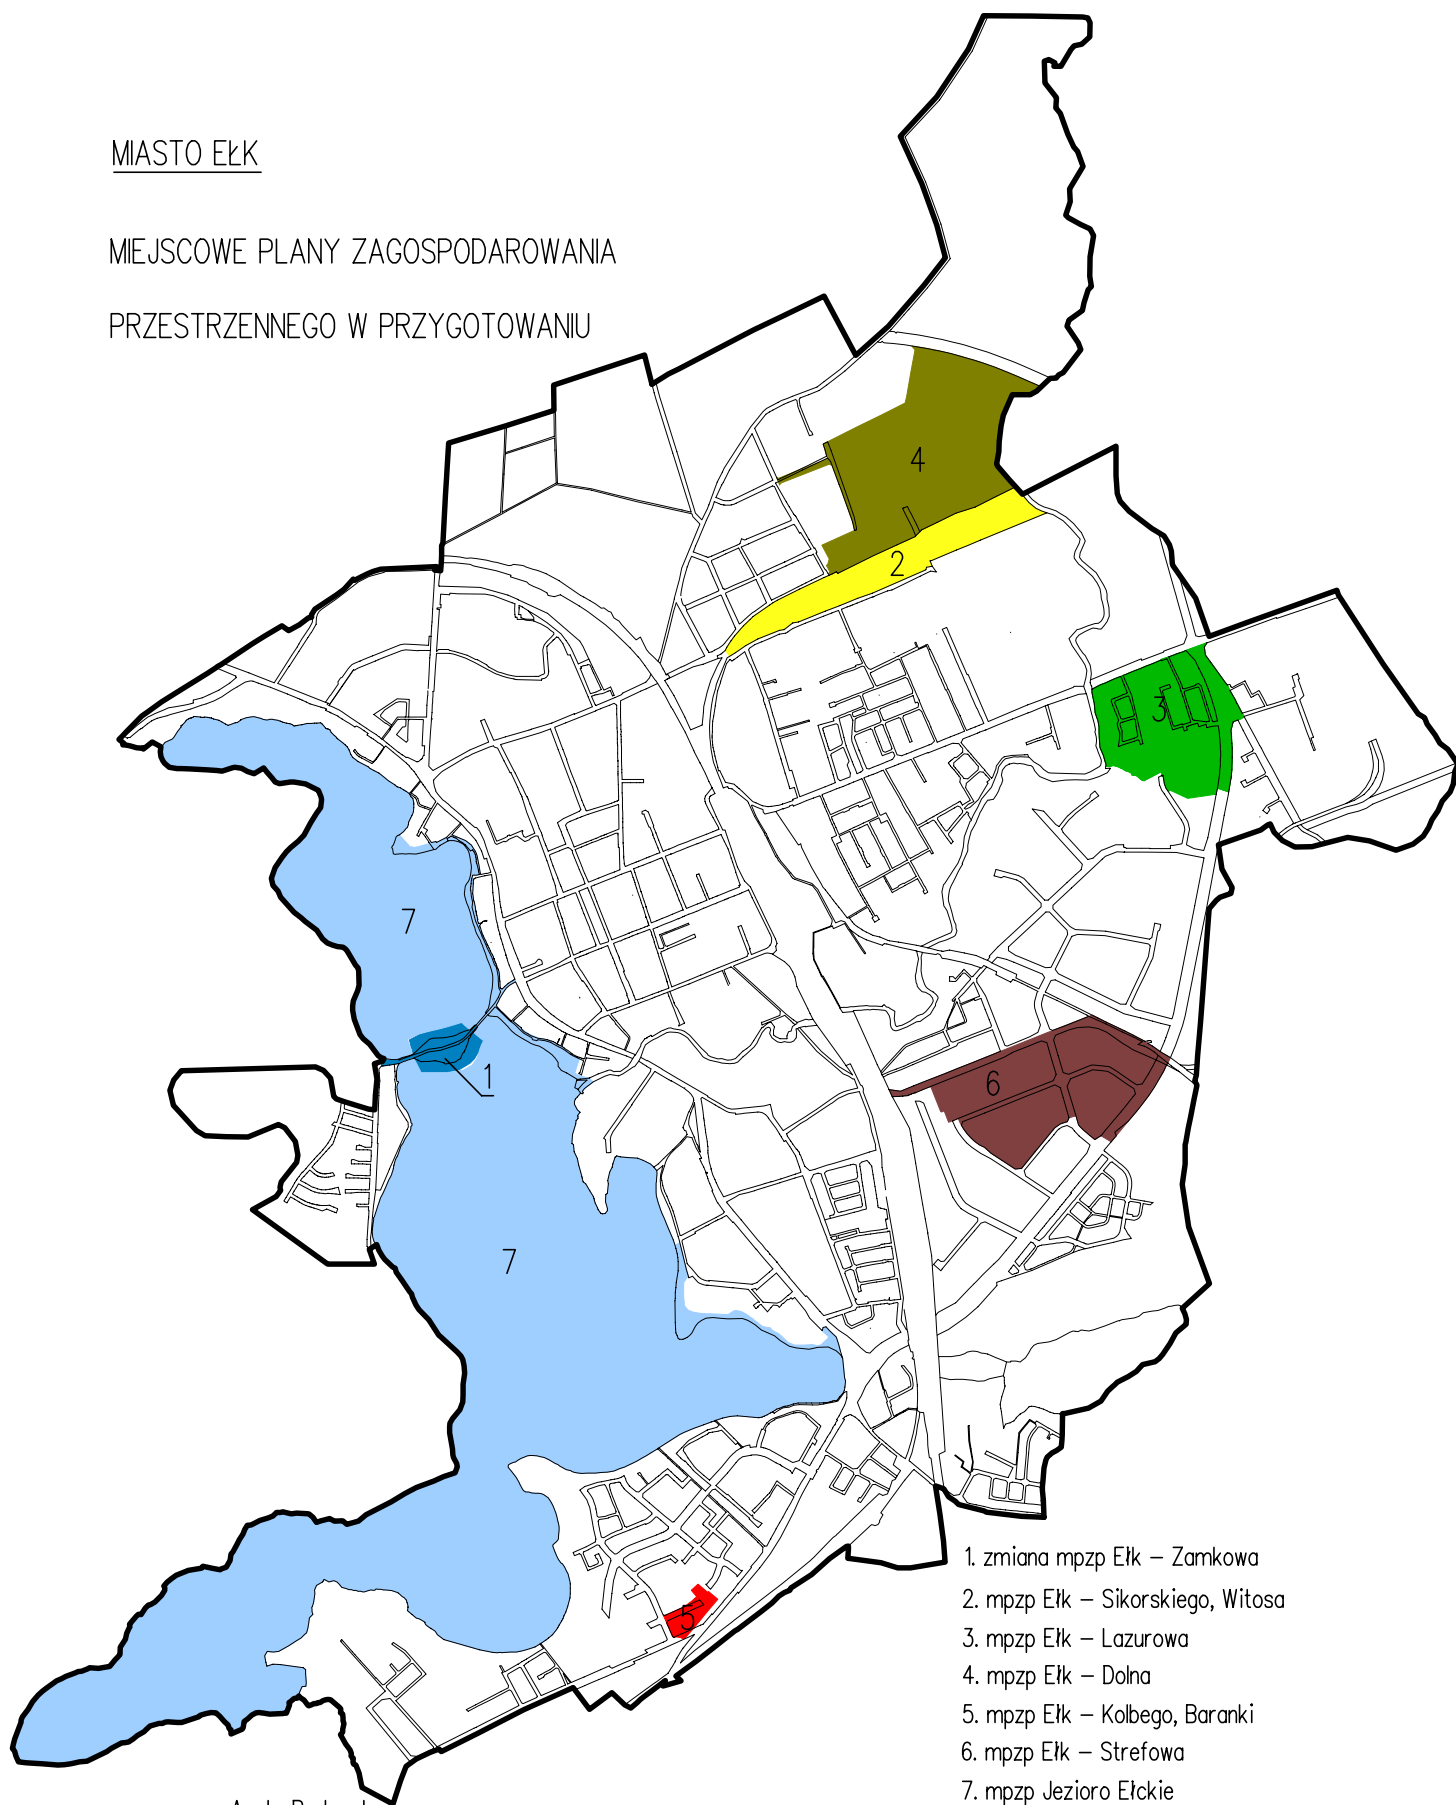 MIASTO EŁK
MIEJSCOWE PLANY ZAGOSPODAROWANIA
PRZESTRZENNEGO W PRZYGOTOWANIU
4
2
3
7
1
6
7
5
1. zmiana mpzp Ełk – Zamkowa
2. mpzp Ełk – Sikorskiego, Witosa
3. mpzp Ełk – Lazurowa
4. mpzp Ełk – Dolna
5. mpzp Ełk – Kolbego, Baranki
6. mpzp Ełk – Strefowa
7. mpzp Jezioro Ełckie